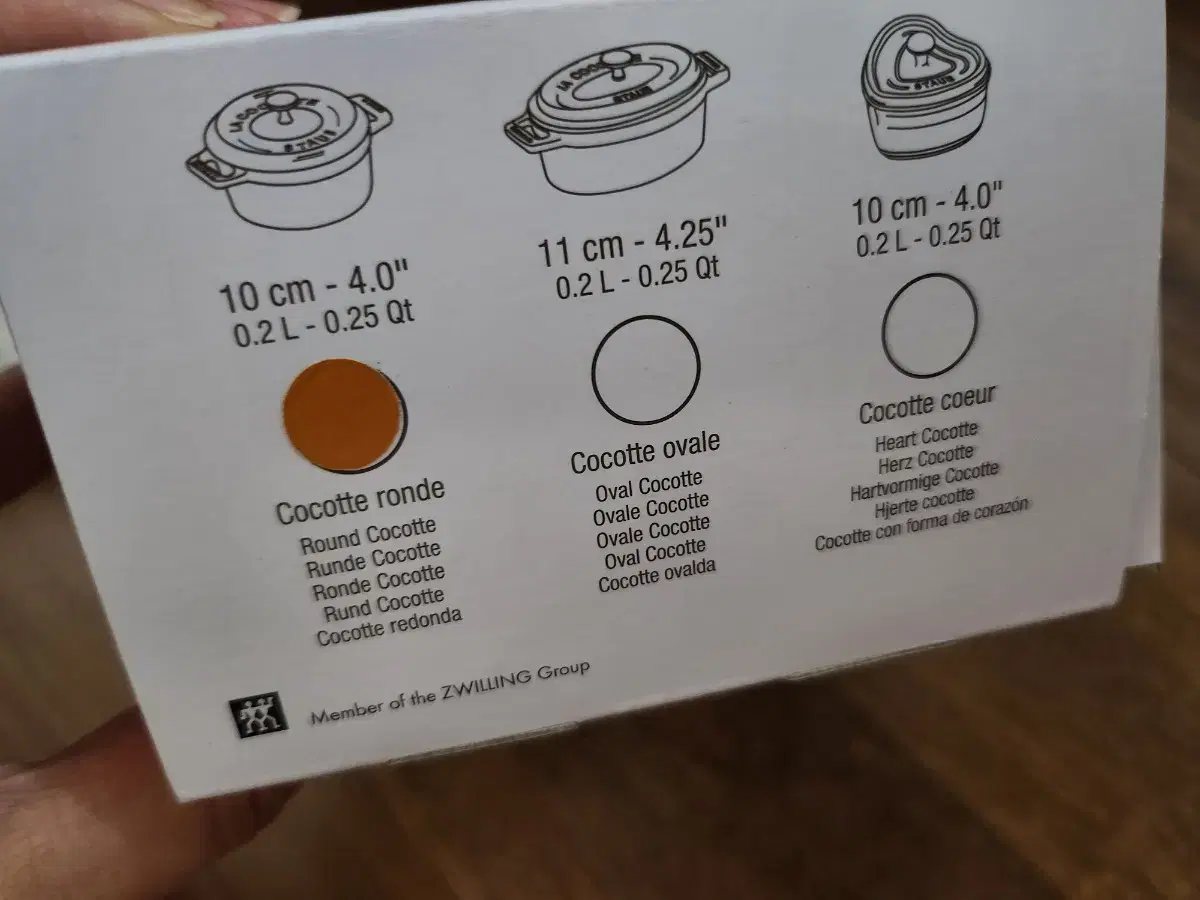 LA COCOTTE
STAUB
10 cm - 4.0"
0.2 L - 0.25 Qt
Cocotte ronde
Round Cocotte
Runde Cocotte
Ronde Cocotte
Rund Cocotte
Cocotte redonda
LA COCOTTE
STAUB
11 cm - 4.25"
0.2 L - 0.25 Qt
Cocotte ovale
Oval Cocotte
Ovale Cocotte
Ovale Cocotte
Oval Cocotte
Cocotte ovalda
STAUB
10 cm - 4.0"
0.2 L - 0.25 Qt
Cocotte coeur
Heart Cocotte
Herz Cocotte
Hartvormige Cocotte
Hjerte cocotte
Cocotte con forma de corazón
Member of the ZWILLING Group